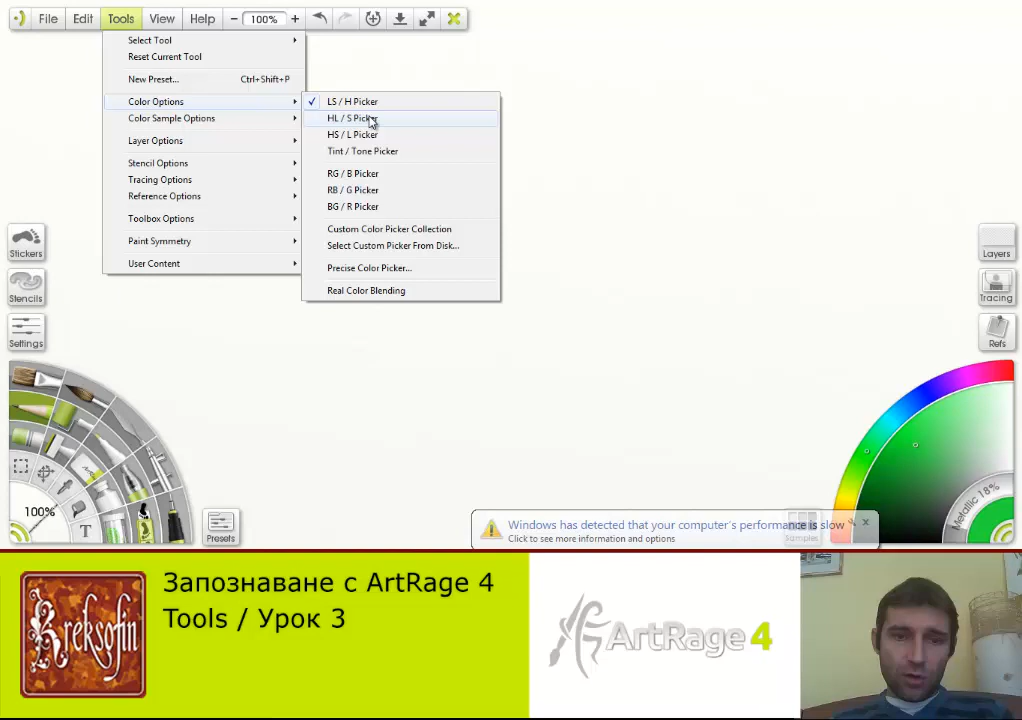 File Edit Tools View Help 100%
Select Tool
Reset Current Tool
New Preset... Ctrl+Shift+P
Color Options
Color Sample Options
Layer Options
Stencil Options
Tracing Options
Reference Options
Toolbox Options
Paint Symmetry
User Content
LS / H Picker
HL / S Picker
HS / L Picker
Tint / Tone Picker
RG / B Picker
RB / G Picker
BG / R Picker
Custom Color Picker Collection
Select Custom Picker From Disk...
Precise Color Picker...
Real Color Blending
Stickers
Stencils
Settings
Layers
Tracing
Refs
100%
T
Presets
Metallic 18%
Windows has detected that your computer's performance is slow
Click to see more information and options
Samples
Kreksofin
Запознаване с ArtRage 4
Tools / Урок 3
ArtRage 4